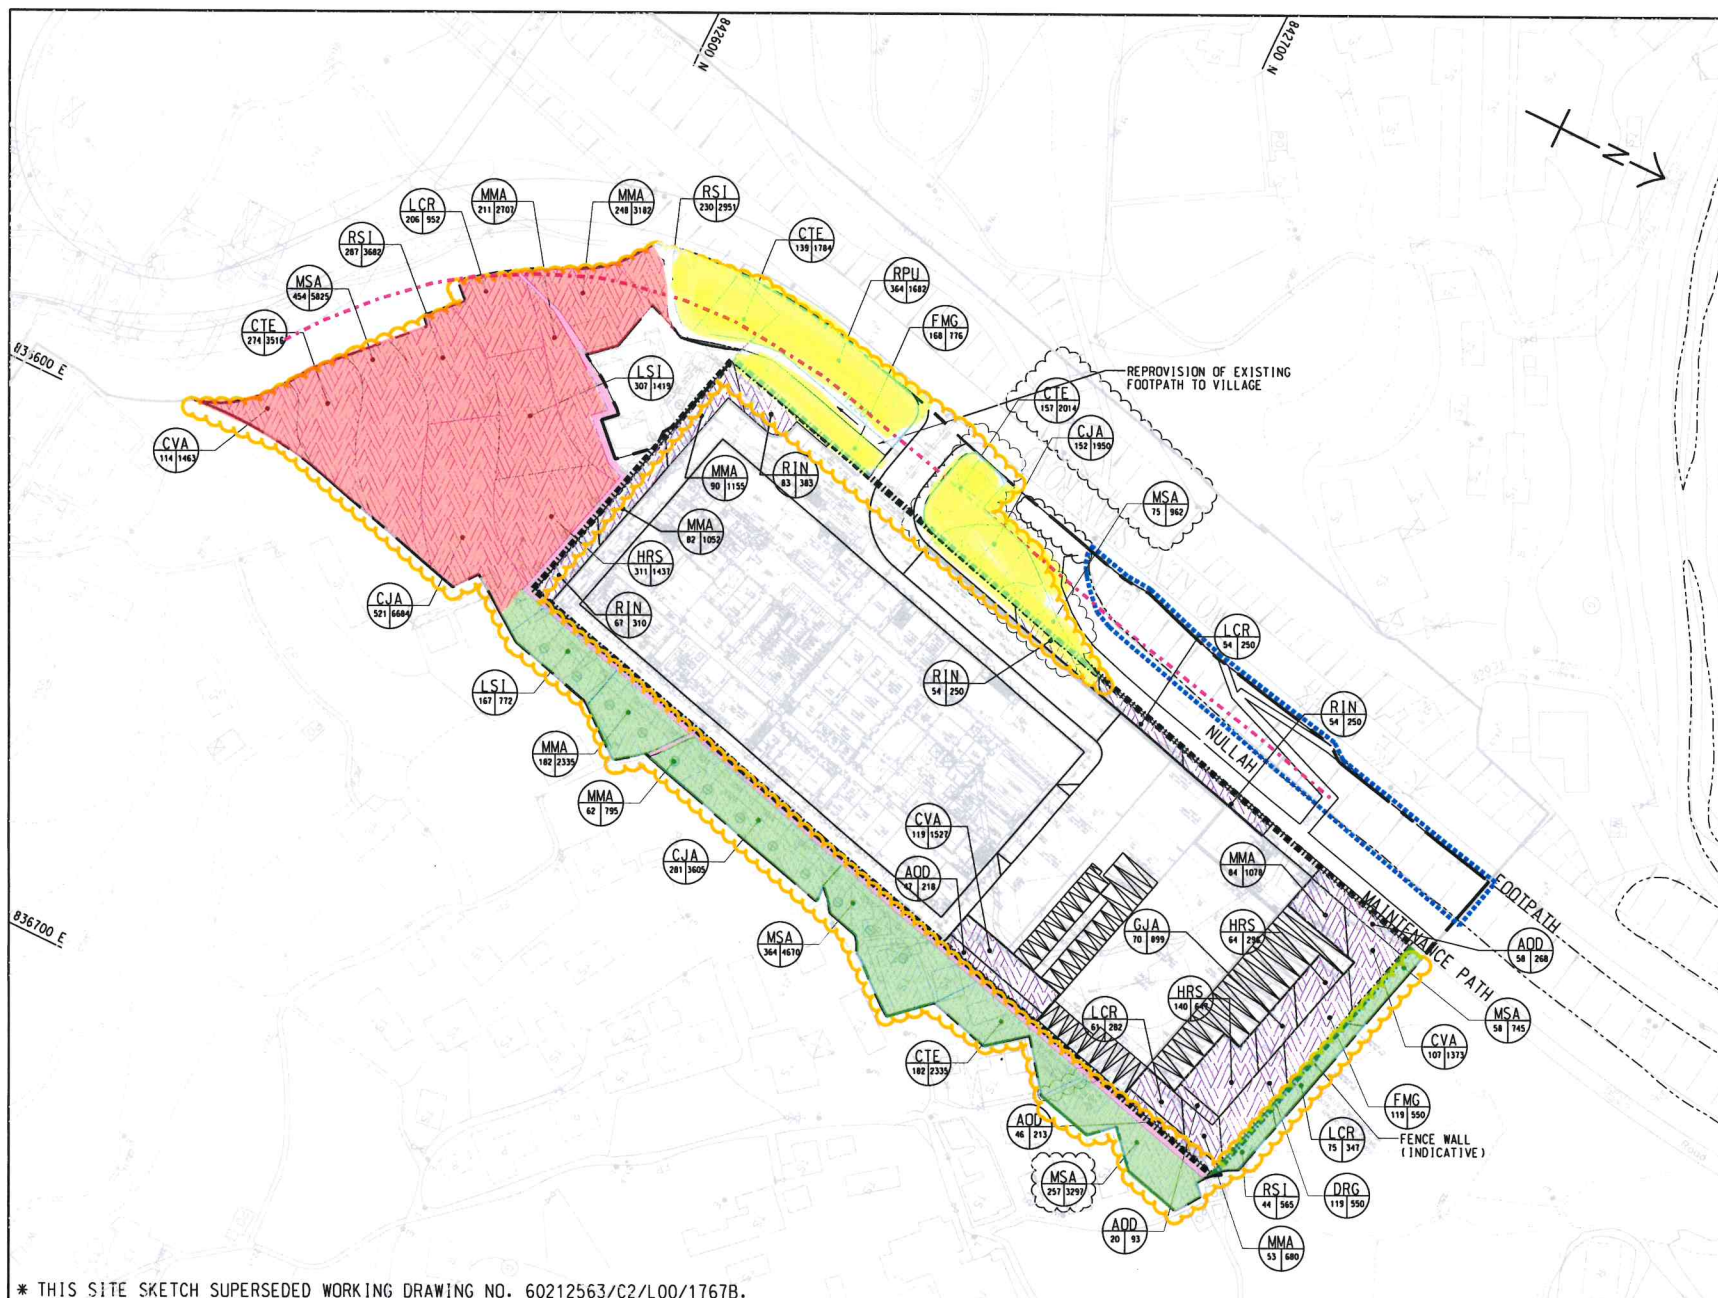 842600 N
842700 N
N
RSI
230 2951
MMA
248 3182
MMA
211 2707
LCR
206 952
RSI
287 3682
CTE
139 1784
RPU
364 1682
MSA
454 5825
FMG
168 776
CTE
274 3516
836600 E
LSI
307 1419
REPROVISION OF EXISTING
FOOTPATH TO VILLAGE
CTE
157 2014
CJA
152 1950
CVA
114 1463
MMA
90 1155
RIN
83 383
MSA
75 962
MMA
82 1052
HRS
311 1437
CJA
521 6684
RIN
67 310
LCR
54 250
LSI
167 772
RIN
54 250
RIN
54 250
NULLAH
MMA
182 2335
MMA
62 795
CVA
119 1527
CJA
281 3605
AOD
47 218
MMA
84 1078
FOOTPATH
MAINTENANCE PATH
836700 E
GJA
70 899
HRS
64
AOD
58 268
MSA
364 4670
HRS
140
MSA
58 745
LCR
61 282
CVA
107 1373
CTE
182 2335
FMG
119 550
AOD
46 213
LCR
75 347
FENCE WALL
(INDICATIVE)
MSA
257 3297
RSI
44 565
DRG
119 550
AOD
20 93
MMA
53 680
* THIS SITE SKETCH SUPERSEDED WORKING DRAWING NO. 60212563/C2/L00/1767B.